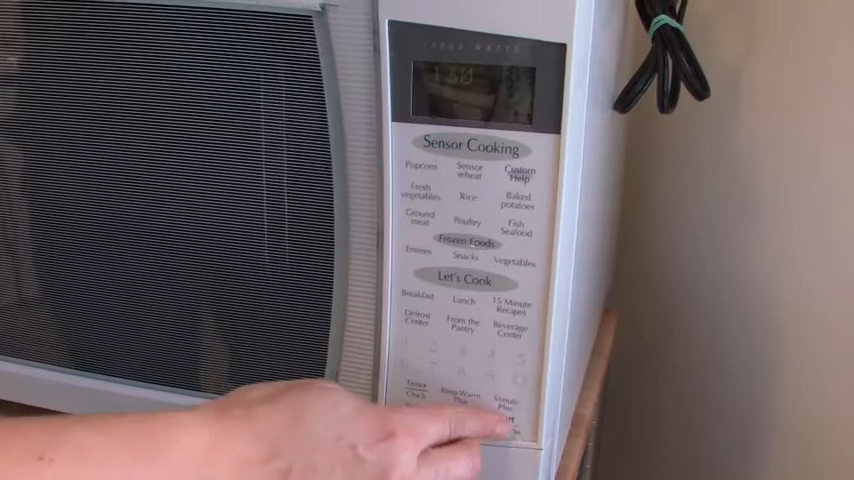 WATTS
1:30
Sensor Cooking
Popcorn Sensor reheat Custom Help
Fresh vegetables Rice Baked potatoes
Ground meat Poultry Fish Seafood
Frozen Foods
Entrees Snacks Vegetables
Let's Cook
Breakfast Lunch 15 Minute Recipes
Defrost Center From the Pantry Beverage Center
Timer Clock Keep Warm Plus Minute Plus